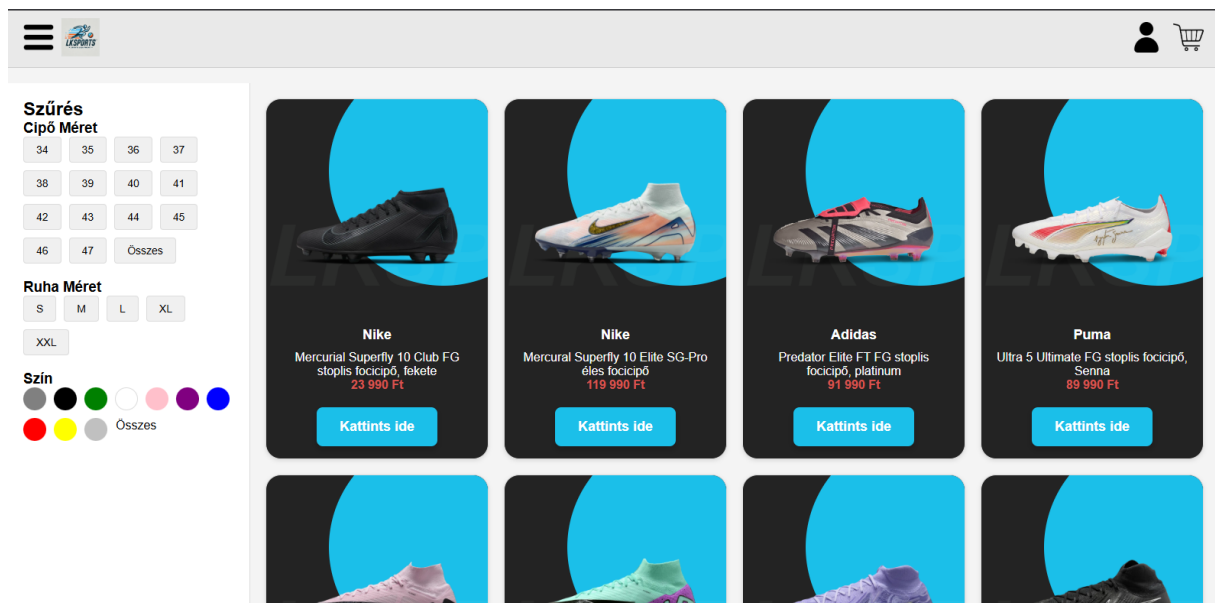 LKSPORTS
Szűrés
Cipő Méret
34 35 36 37
38 39 40 41
42 43 44 45
46 47 Összes
Ruha Méret
S M L XL
XXL
Szín
Összes
LKSP
Nike
Mercurial Superfly 10 Club FG
stoplis focicipő, fekete
23 990 Ft
Kattints ide
LKSP
Nike
Mercural Superfly 10 Elite SG-Pro
éles focicipő
119 990 Ft
Kattints ide
LKSP
Adidas
Predator Elite FT FG stoplis
focicipő, platinum
91 990 Ft
Kattints ide
LKSP
Puma
Ultra 5 Ultimate FG stoplis focicipő,
Senna
89 990 Ft
Kattints ide